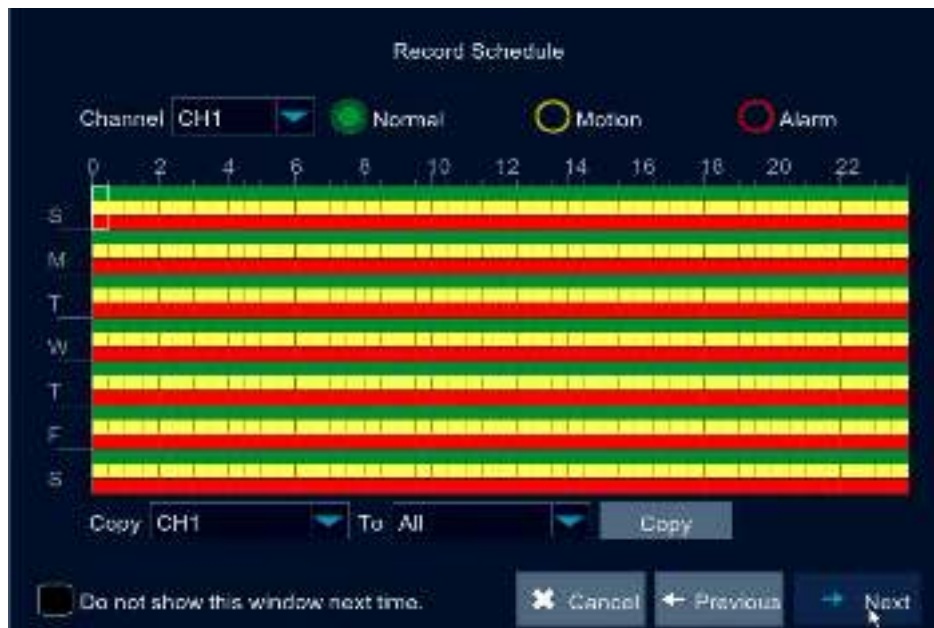 Record Schedule
Channel CH1 Normal Motion Alarm
0 2 4 6 8 10 12 14 16 18 20 22
S
M
T
W
T
F
S
Copy CH1 To All Copy
Do not show this window next time. Cancel Previous Next